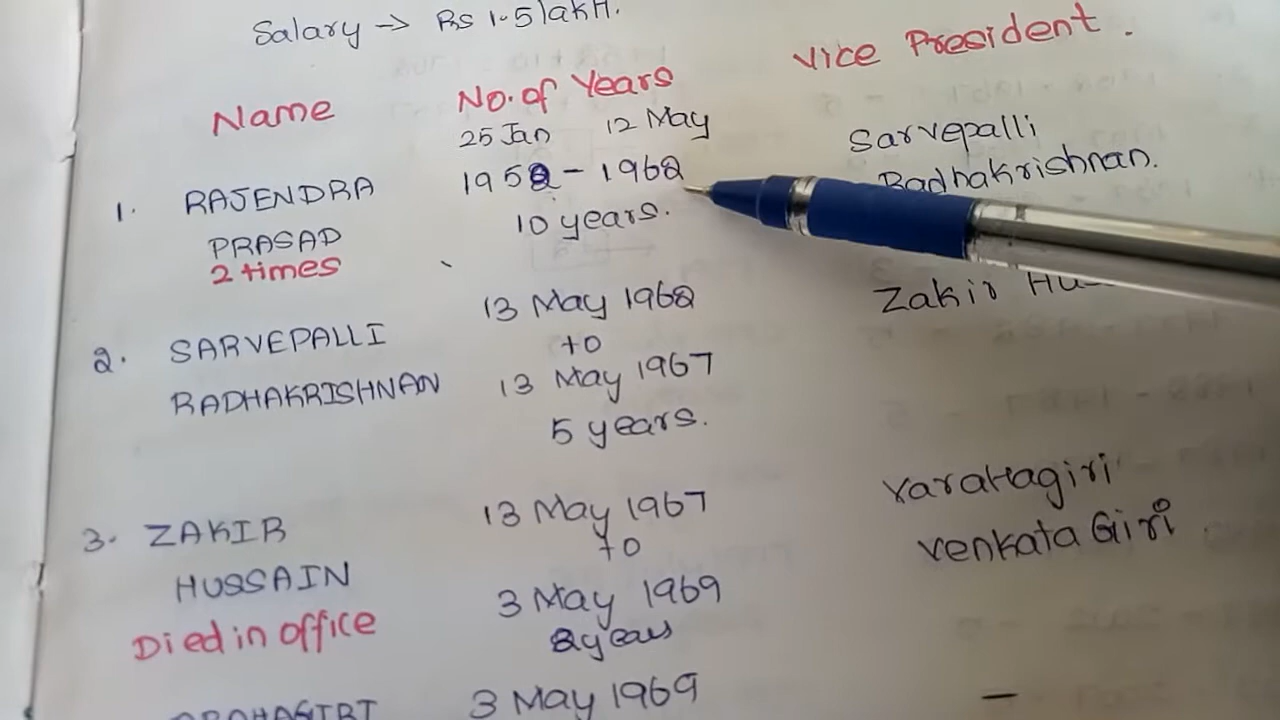 Salary → Rs 1.5 lakh.
Name No. of Years Vice President.
25 Jan 12 May
1. RAJENDRA 1952 - 1962 Sarvepalli
PRASAD 10 years. Radhakrishnan.
2 times
2. SARVEPALLI 13 May 1962 Zakir
RADHAKRISHNAN to
13 May 1967
5 years.
3. ZAKIR 13 May 1967 Varahagiri
HUSSAIN to Venkata Giri
Died in office 3 May 1969
2 years
3 May 1969 —